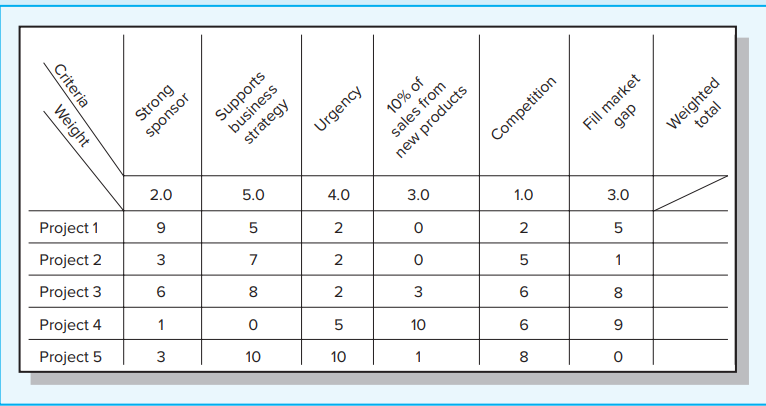 Criteria
Weight
Strong
sponsor
Supports
business
strategy
Urgency
10% of
sales from
new products
Competition
Fill market
gap
Weighted
total
2.0 5.0 4.0 3.0 1.0 3.0
Project 1 9 5 2 0 2 5
Project 2 3 7 2 0 5 1
Project 3 6 8 2 3 6 8
Project 4 1 0 5 10 6 9
Project 5 3 10 10 1 8 0